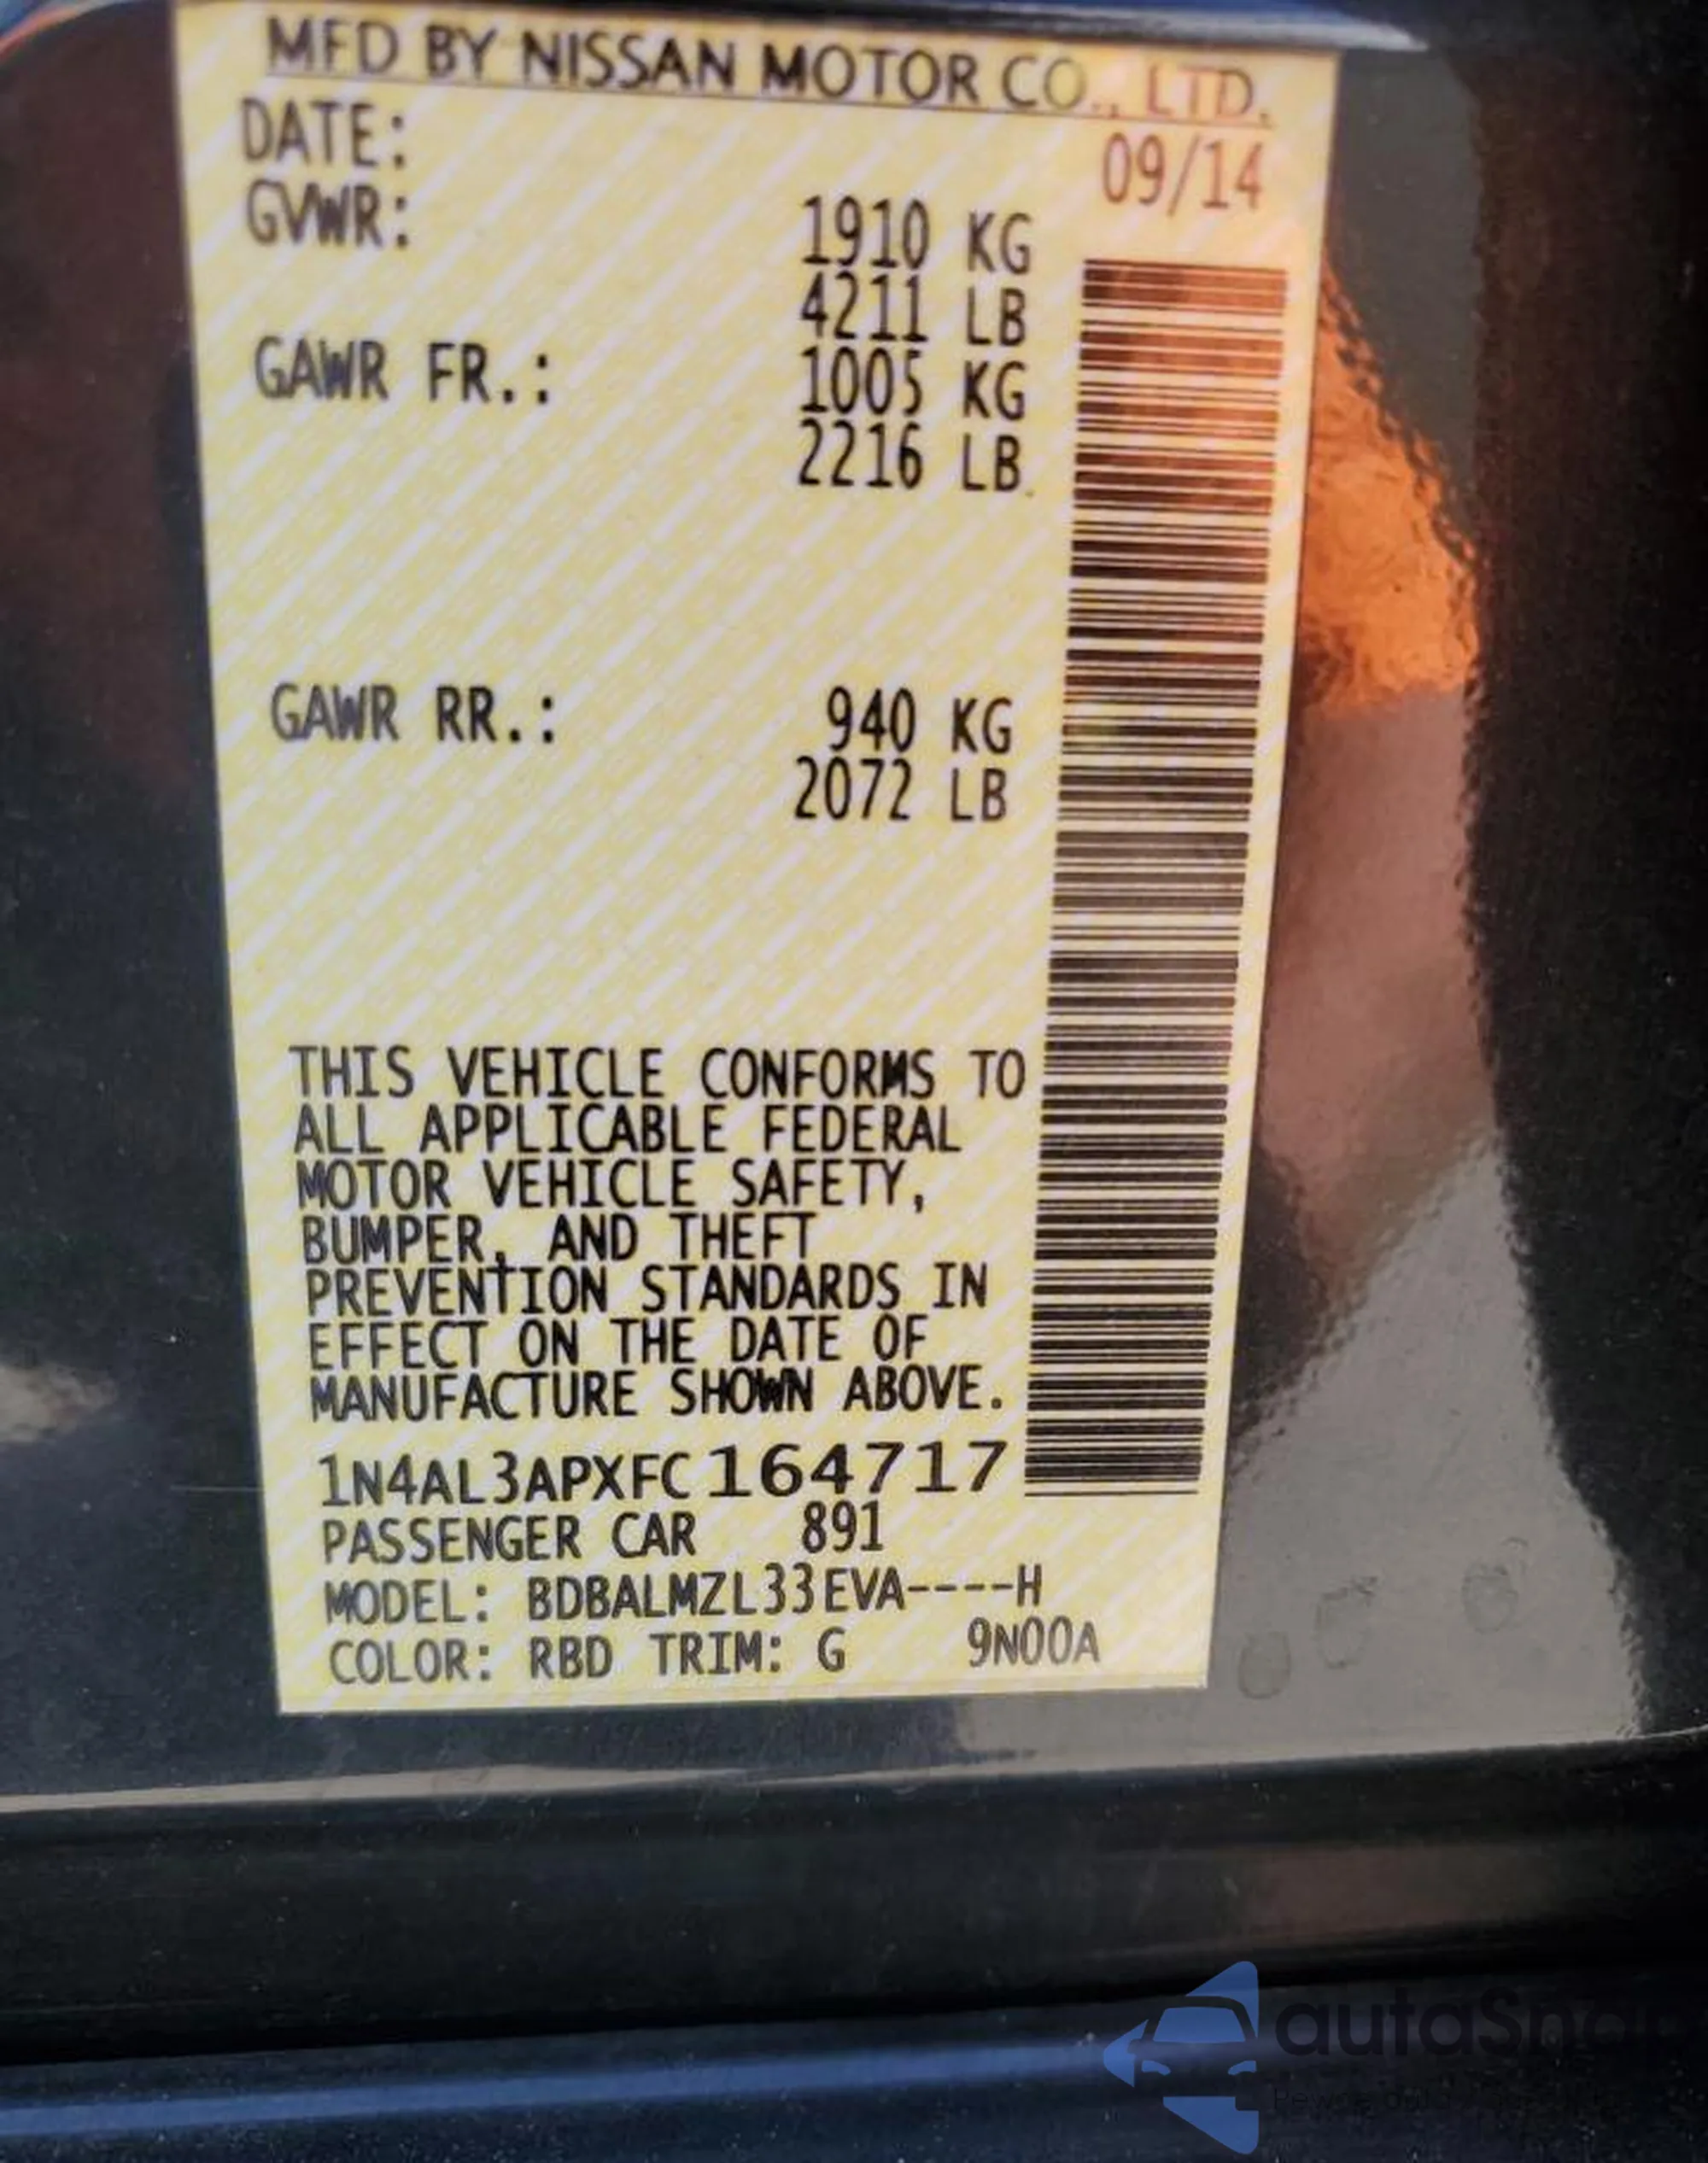 MFD BY NISSAN MOTOR CO., LTD.
DATE: 09/14
GVWR: 1910 KG
4211 LB
GAWR FR.: 1005 KG
2216 LB
GAWR RR.: 940 KG
2072 LB
THIS VEHICLE CONFORMS TO
ALL APPLICABLE FEDERAL
MOTOR VEHICLE SAFETY,
BUMPER, AND THEFT
PREVENTION STANDARDS IN
EFFECT ON THE DATE OF
MANUFACTURE SHOWN ABOVE.
1N4AL3APXFC164717
PASSENGER CAR 891
MODEL: BDBALMZL33EVA----H
COLOR: RBD TRIM: G 9N00A
autaSna